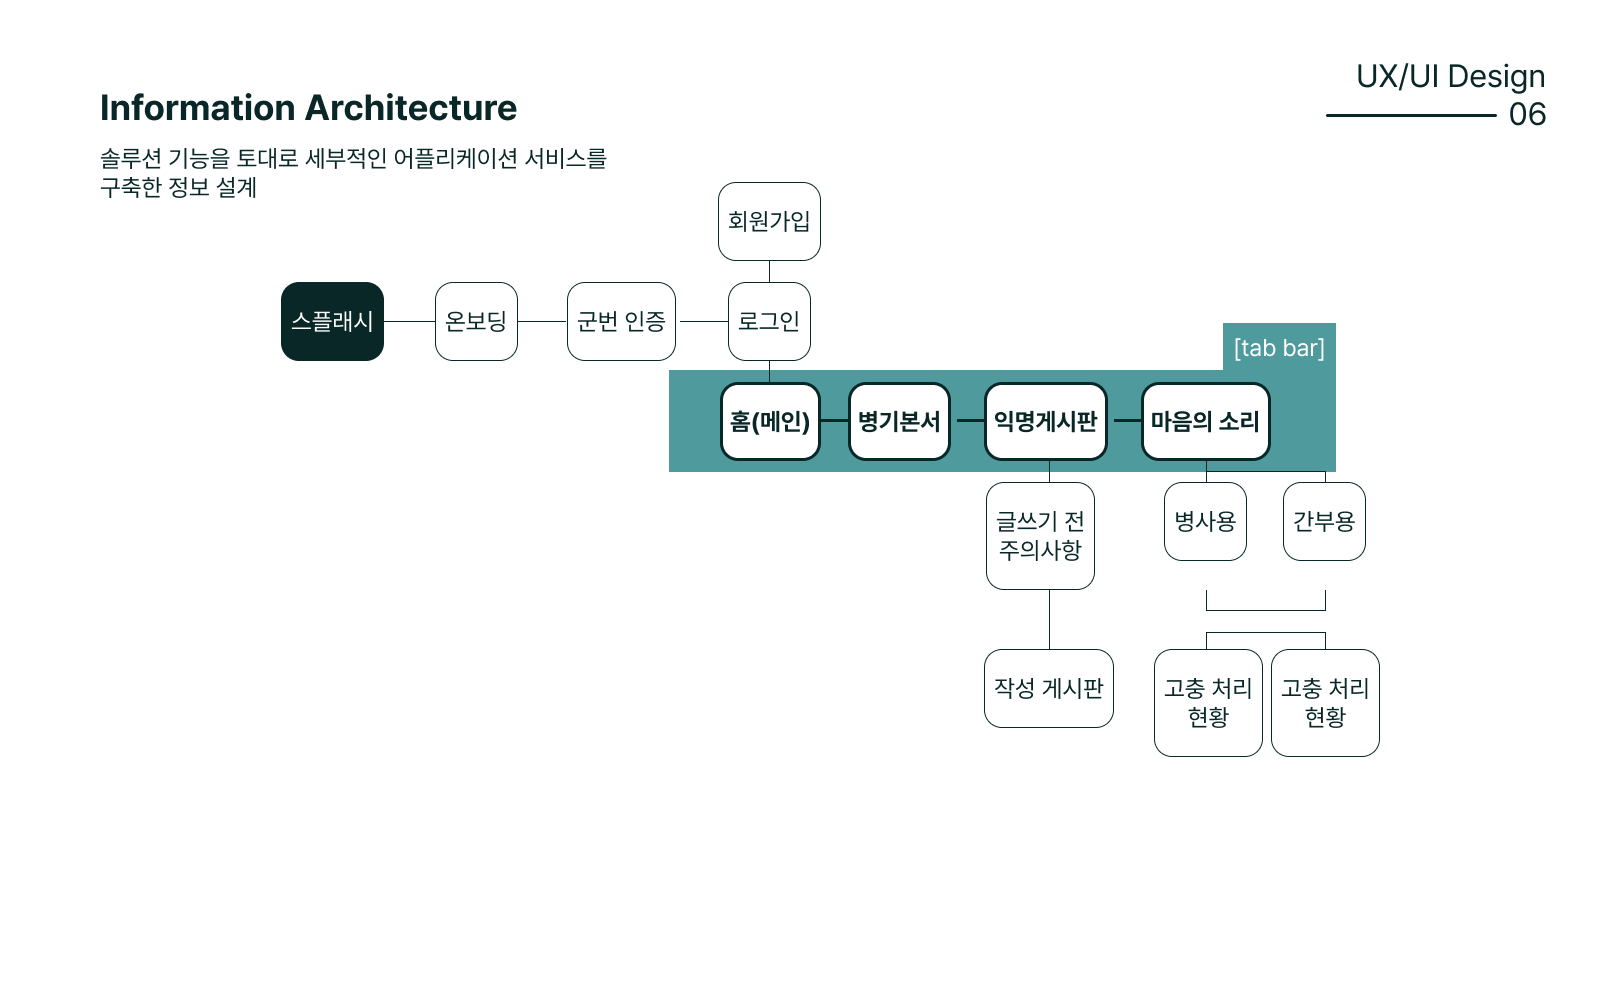 UX/UI Design
06
Information Architecture
솔루션 기능을 토대로 세부적인 어플리케이션 서비스를
구축한 정보 설계
회원가입
스플래시
온보딩
군번 인증
로그인
[tab bar]
홈(메인)
병기본서
익명게시판
마음의 소리
글쓰기 전
주의사항
병사용
간부용
작성 게시판
고충 처리
현황
고충 처리
현황